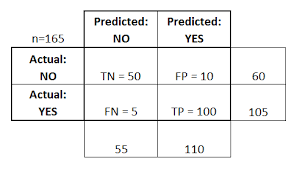 Predicted: Predicted:
n=165 NO YES
Actual:
NO TN = 50 FP = 10 60
Actual:
YES FN = 5 TP = 100 105
55 110